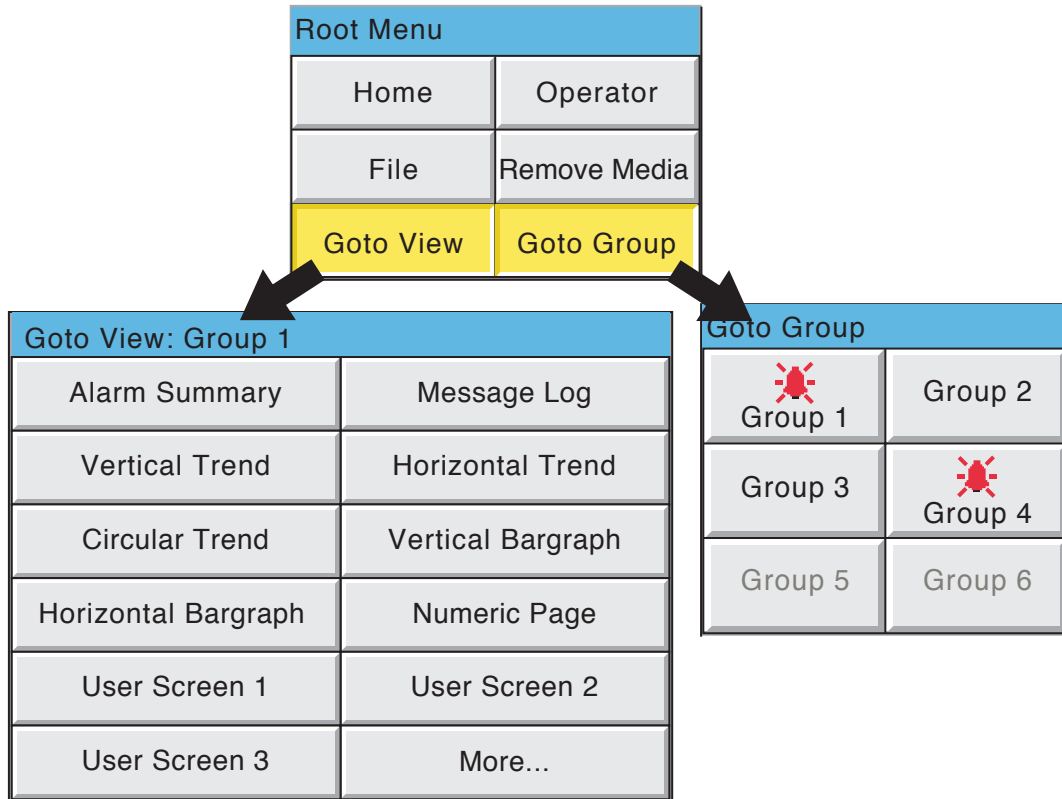 Root Menu
Home
Operator
File
Remove Media
Goto View
Goto Group
Goto View: Group 1
Alarm Summary
Message Log
Vertical Trend
Horizontal Trend
Circular Trend
Vertical Bargraph
Horizontal Bargraph
Numeric Page
User Screen 1
User Screen 2
User Screen 3
More...
Goto Group
Group 1
Group 2
Group 3
Group 4
Group 5
Group 6